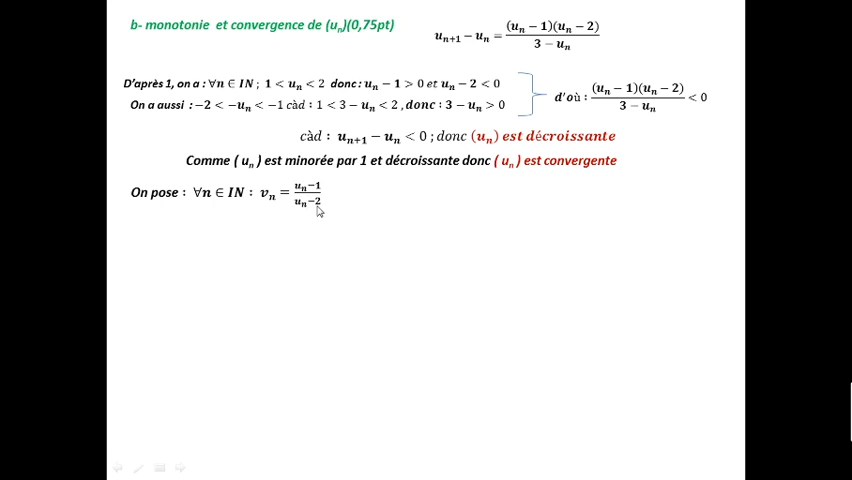 b- monotonie et convergence de (uₙ)(0,75pt)
uₙ₊₁ − uₙ = (uₙ − 1)(uₙ − 2) / (3 − uₙ)
D'après 1, on a : ∀n ∈ IN ; 1 < uₙ < 2 donc : uₙ − 1 > 0 et uₙ − 2 < 0
On a aussi : −2 < −uₙ < −1 càd : 1 < 3 − uₙ < 2 , donc : 3 − uₙ > 0
d'où : (uₙ − 1)(uₙ − 2) / (3 − uₙ) < 0
càd : uₙ₊₁ − uₙ < 0 ; donc (uₙ) est décroissante
Comme ( uₙ ) est minorée par 1 et décroissante donc ( uₙ ) est convergente
On pose : ∀n ∈ IN : vₙ = (uₙ−1) / (uₙ−2)